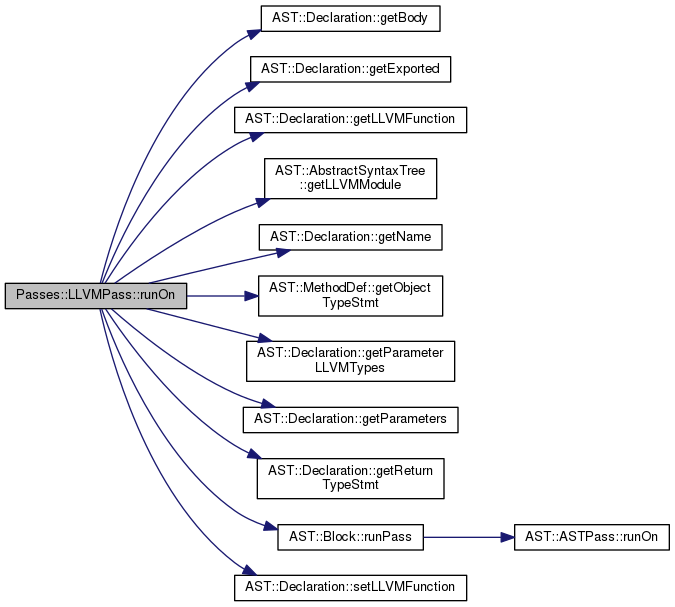 AST::Declaration::getBody
AST::Declaration::getExported
AST::Declaration::getLLVMFunction
AST::AbstractSyntaxTree
::getLLVMModule
AST::Declaration::getName
Passes::LLVMPass::runOn
AST::MethodDef::getObject
TypeStmt
AST::Declaration::getParameter
LLVMTypes
AST::Declaration::getParameters
AST::Declaration::getReturn
TypeStmt
AST::Block::runPass
AST::ASTPass::runOn
AST::Declaration::setLLVMFunction